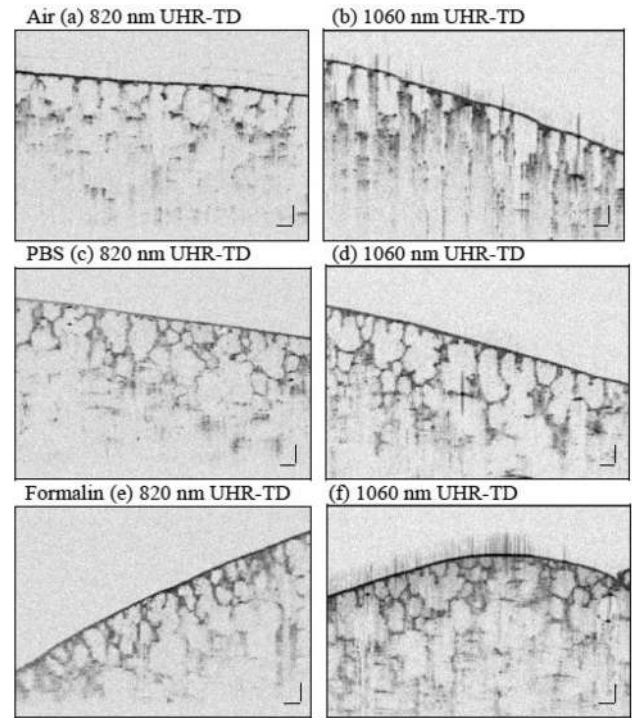 Air (a) 820 nm UHR-TD (b) 1060 nm UHR-TD
PBS (c) 820 nm UHR-TD (d) 1060 nm UHR-TD
Formalin (e) 820 nm UHR-TD (f) 1060 nm UHR-TD